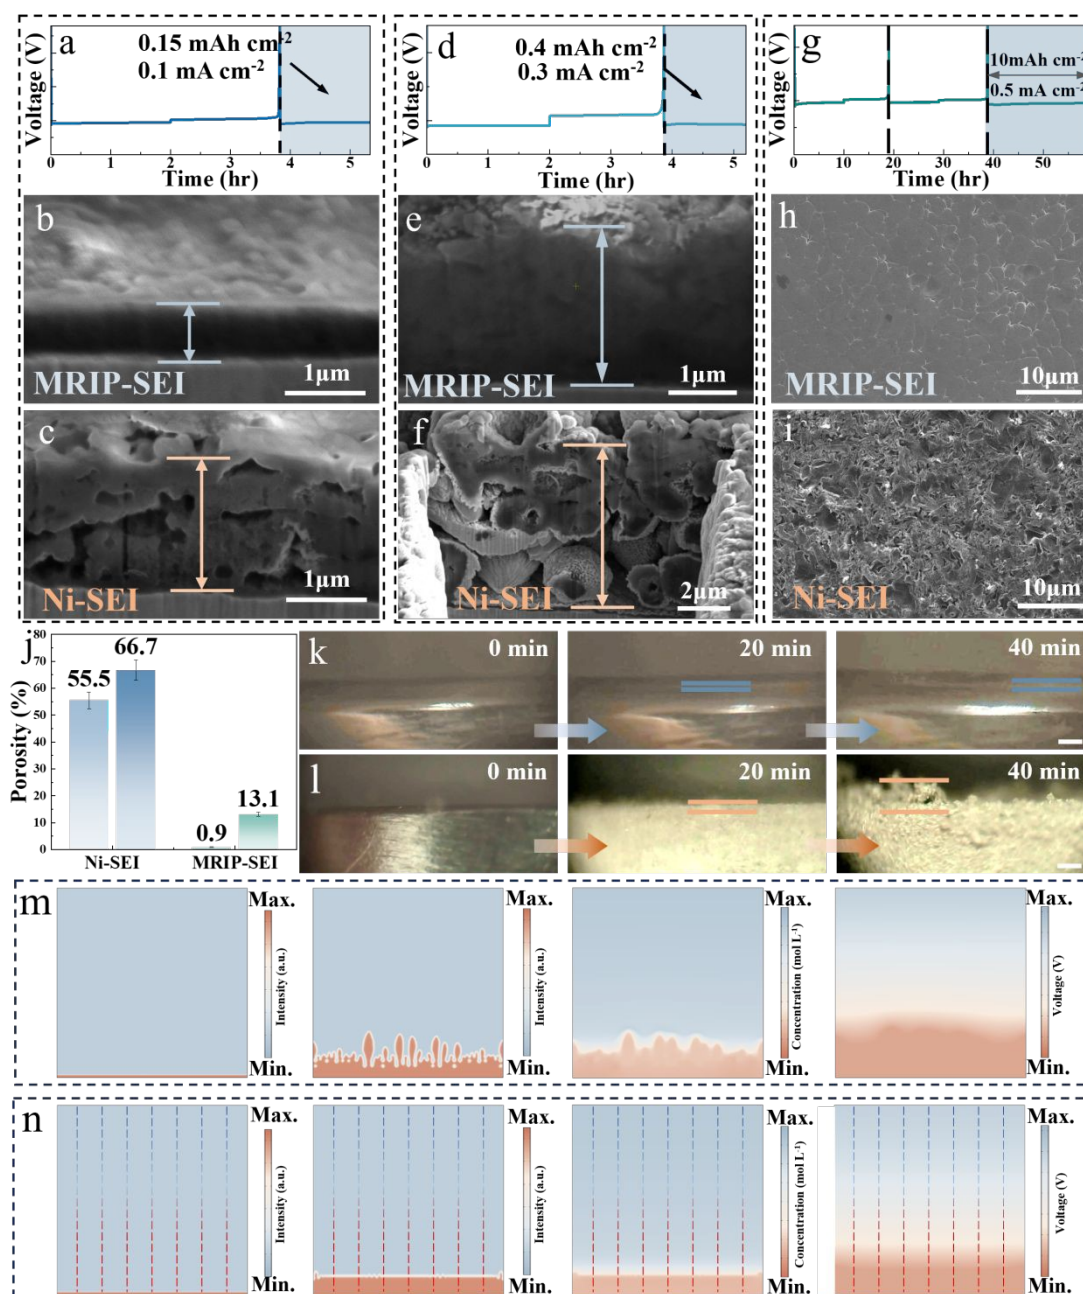 a
Voltage (V)
0.15 mAh cm-2
0.1 mA cm-2
0 1 2 3 4 5
Time (hr)
d
Voltage (V)
0.4 mAh cm-2
0.3 mA cm-2
0 1 2 3 4 5
Time (hr)
g
Voltage (V)
10mAh cm-2
0.5 mA cm-2
0 10 20 30 40 50
Time (hr)
b
MRIP-SEI
1μm
e
MRIP-SEI
1μm
h
MRIP-SEI
10μm
c
Ni-SEI
1μm
f
Ni-SEI
2μm
i
Ni-SEI
10μm
j
Porosity (%)
80
70
60
50
40
30
20
10
0
55.5
66.7
0.9
13.1
Ni-SEI
MRIP-SEI
k
0 min
20 min
40 min
l
0 min
20 min
40 min
m
Max.
Intensity (a.u.)
Min.
Max.
Intensity (a.u.)
Min.
Max.
Concentration (mol L-1)
Min.
Max.
Voltage (V)
Min.
n
Max.
Intensity (a.u.)
Min.
Max.
Intensity (a.u.)
Min.
Max.
Concentration (mol L-1)
Min.
Max.
Voltage (V)
Min.